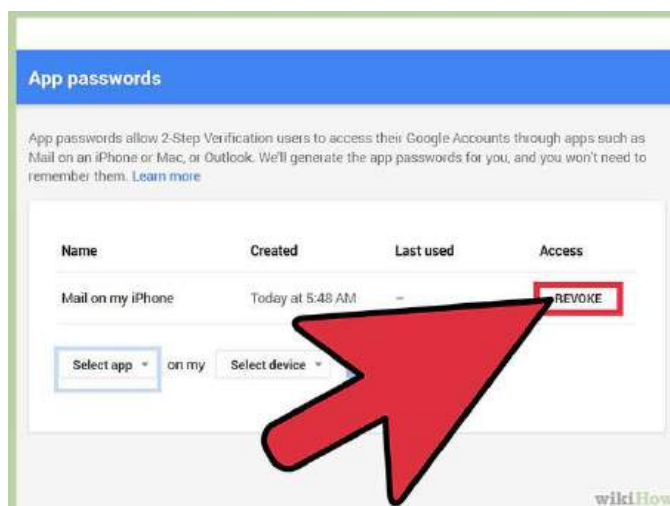 App passwords
App passwords allow 2-Step Verification users to access their Google Accounts through apps such as
Mail on an iPhone or Mac, or Outlook. We'll generate the app passwords for you, and you won't need to
remember them. Learn more
Name Created Last used Access
Mail on my iPhone Today at 5:48 AM – REVOKE
Select app on my Select device
wikiHow